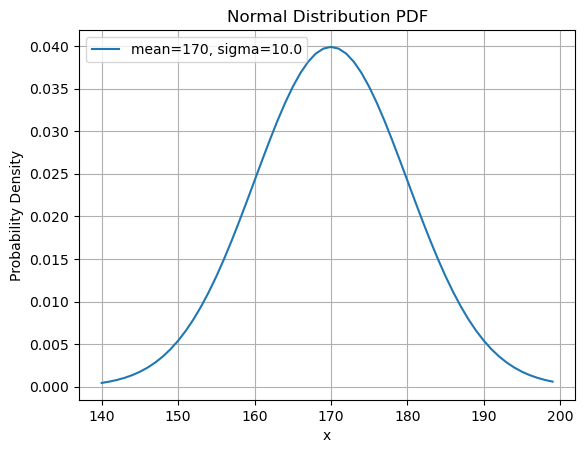 Normal Distribution PDF
mean=170, sigma=10.0
Probability Density
0.040
0.035
0.030
0.025
0.020
0.015
0.010
0.005
0.000
140 150 160 170 180 190 200
x